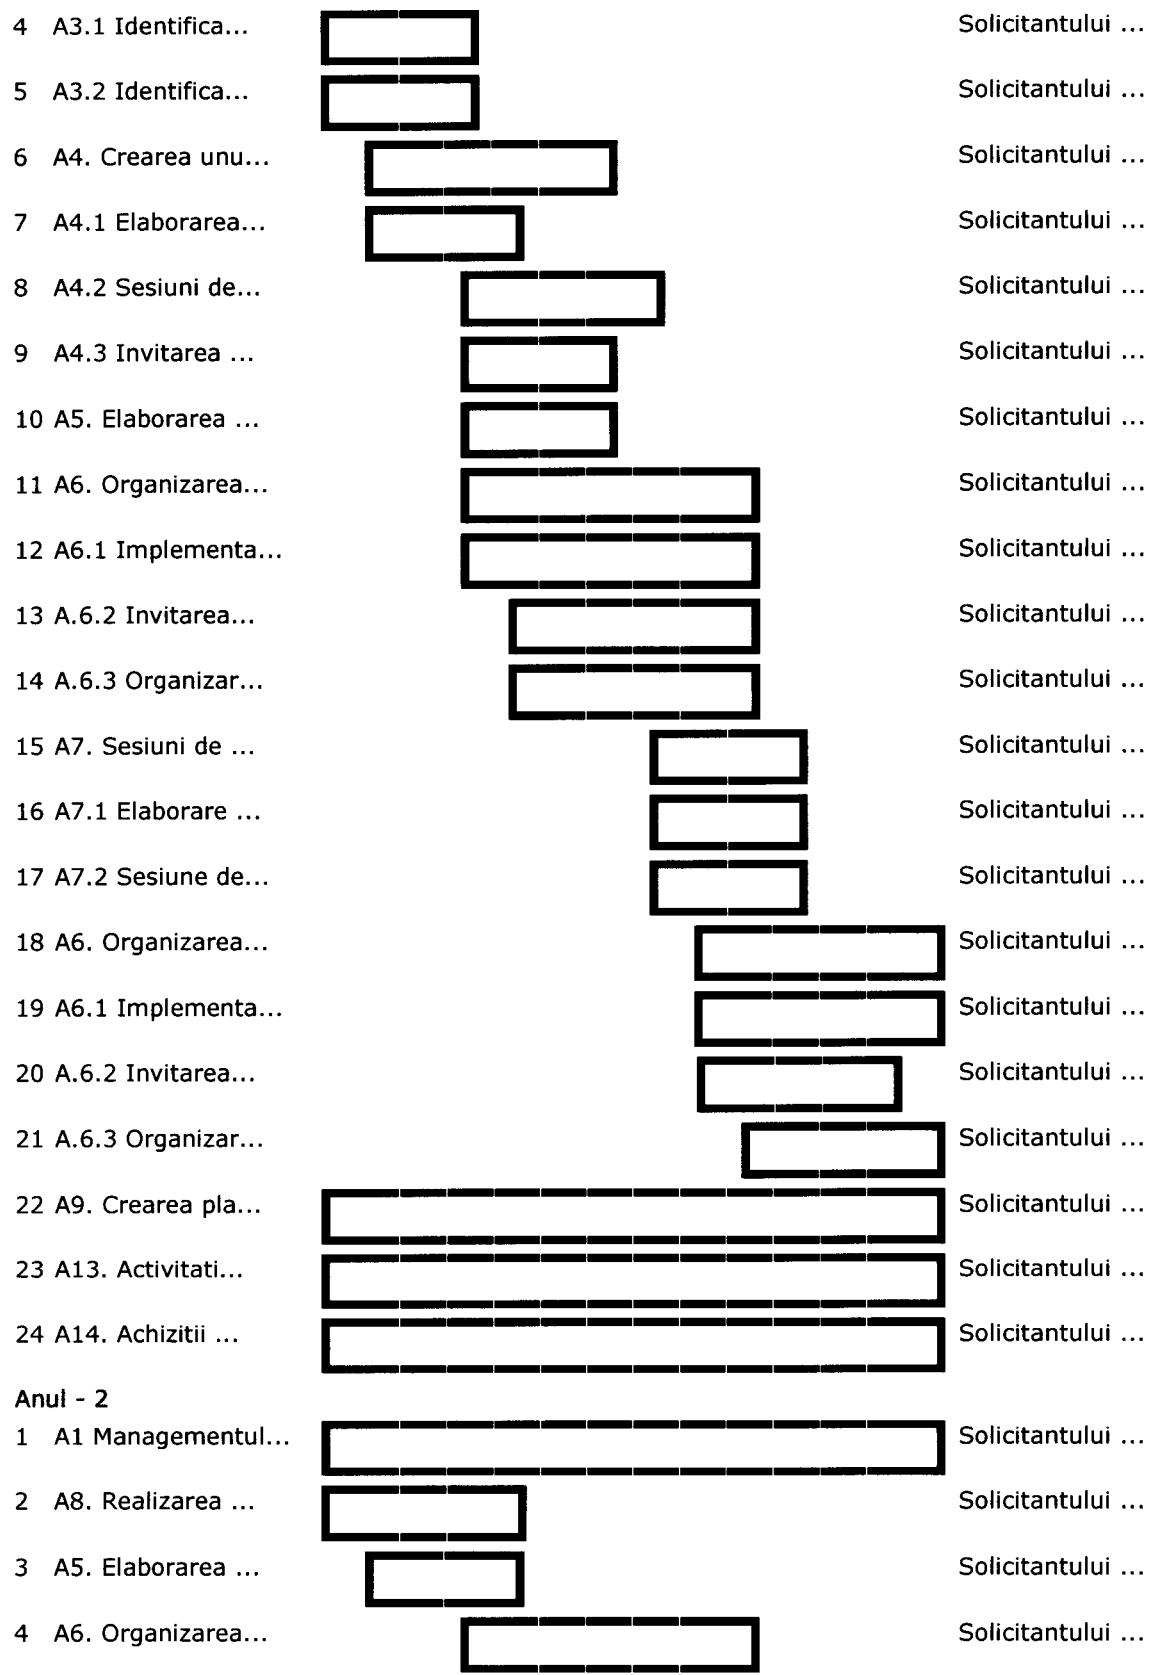 4 A3.1 Identifica... Solicitantului ...
5 A3.2 Identifica... Solicitantului ...
6 A4. Crearea unu... Solicitantului ...
7 A4.1 Elaborarea... Solicitantului ...
8 A4.2 Sesiuni de... Solicitantului ...
9 A4.3 Invitarea ... Solicitantului ...
10 A5. Elaborarea ... Solicitantului ...
11 A6. Organizarea... Solicitantului ...
12 A6.1 Implementa... Solicitantului ...
13 A.6.2 Invitarea... Solicitantului ...
14 A.6.3 Organizar... Solicitantului ...
15 A7. Sesiuni de ... Solicitantului ...
16 A7.1 Elaborare ... Solicitantului ...
17 A7.2 Sesiune de... Solicitantului ...
18 A6. Organizarea... Solicitantului ...
19 A6.1 Implementa... Solicitantului ...
20 A.6.2 Invitarea... Solicitantului ...
21 A.6.3 Organizar... Solicitantului ...
22 A9. Crearea pla... Solicitantului ...
23 A13. Activitati... Solicitantului ...
24 A14. Achizitii ... Solicitantului ...
Anul - 2
1 A1 Managementul... Solicitantului ...
2 A8. Realizarea ... Solicitantului ...
3 A5. Elaborarea ... Solicitantului ...
4 A6. Organizarea... Solicitantului ...